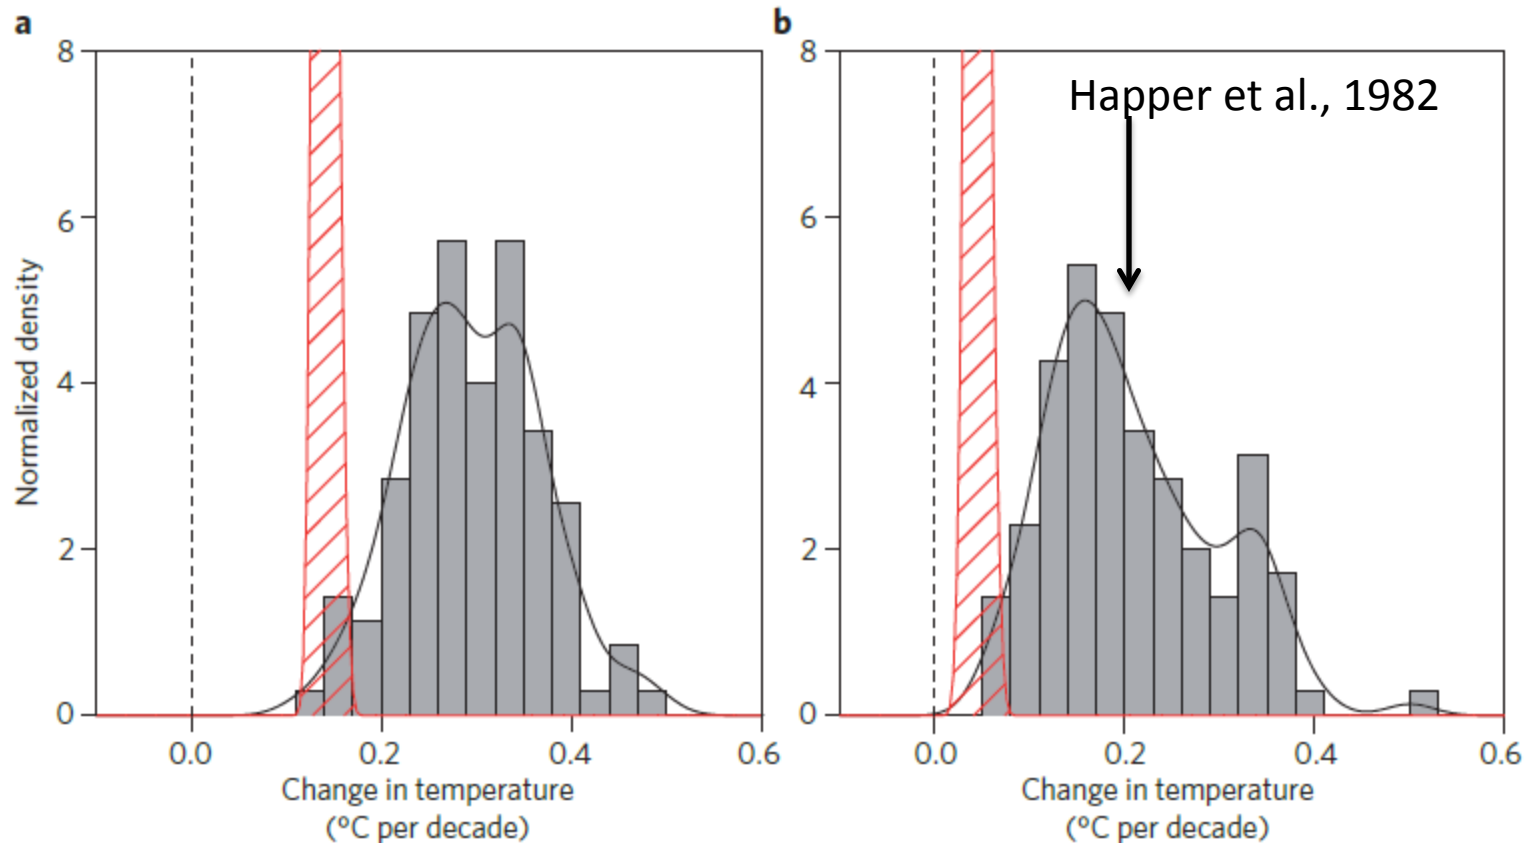 a
8
6
4
2
0
Normalized density
0.0 0.2 0.4 0.6
Change in temperature
(ºC per decade)
b
Happer et al., 1982
8
6
4
2
0
0.0 0.2 0.4 0.6
Change in temperature
(ºC per decade)